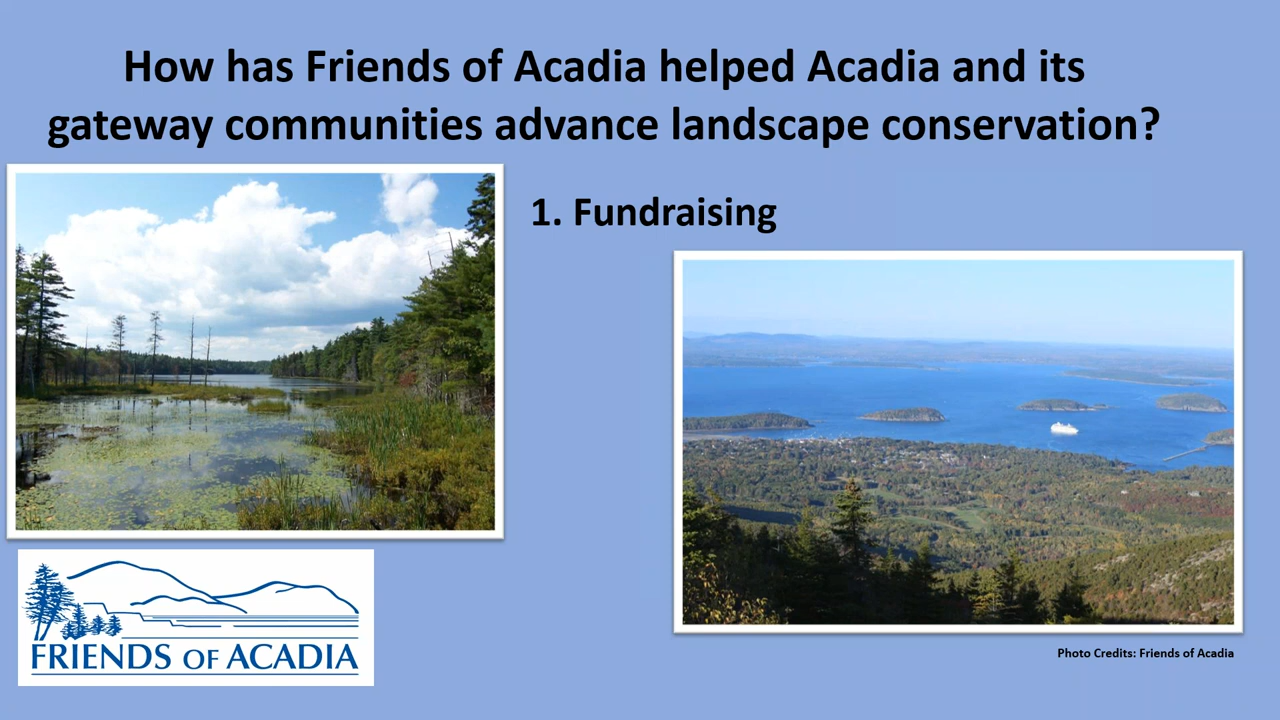 How has Friends of Acadia helped Acadia and its
gateway communities advance landscape conservation?
1. Fundraising
FRIENDS OF ACADIA
Photo Credits: Friends of Acadia